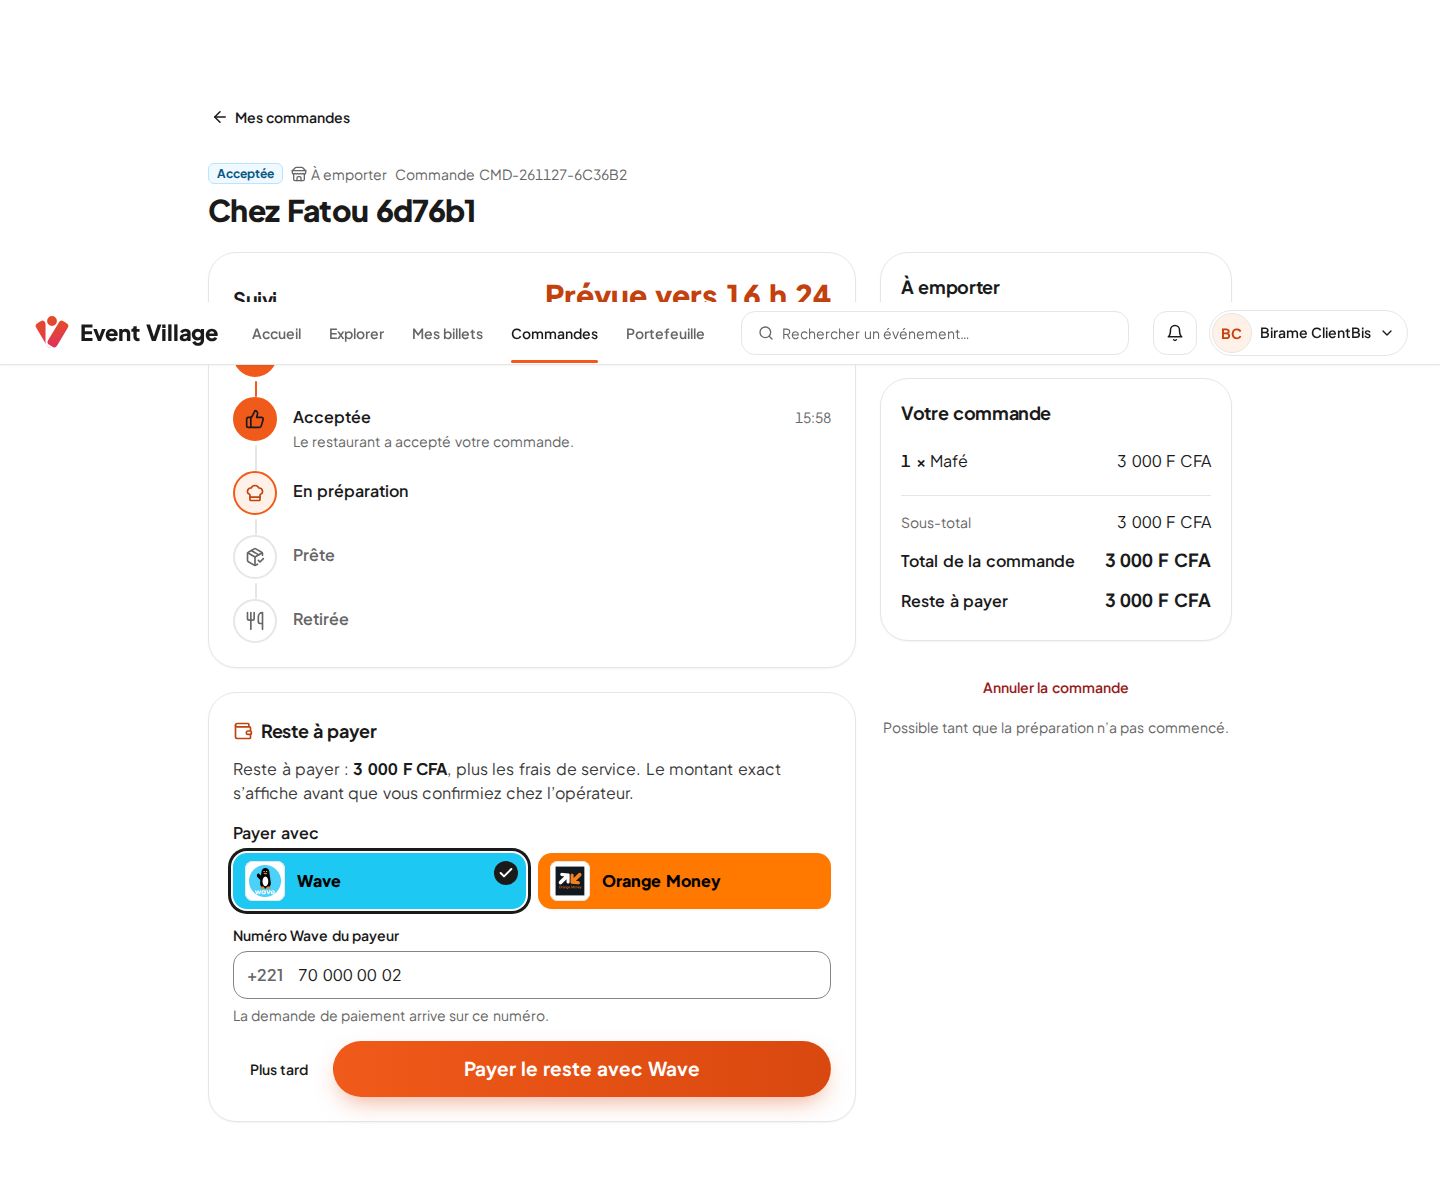 Mes commandes
Acceptée À emporter Commande CMD-261127-6C36B2
Chez Fatou 6d76b1
Suivi
Prévue vers 16 h 24
À emporter
Event Village
Accueil
Explorer
Mes billets
Commandes
Portefeuille
Rechercher un événement…
BC
Birame ClientBis
Acceptée
15:58
Le restaurant a accepté votre commande.
En préparation
Prête
Retirée
Votre commande
1 × Mafé
3 000 F CFA
Sous-total
3 000 F CFA
Total de la commande
3 000 F CFA
Reste à payer
3 000 F CFA
Annuler la commande
Possible tant que la préparation n’a pas commencé.
Reste à payer
Reste à payer : 3 000 F CFA, plus les frais de service. Le montant exact
s’affiche avant que vous confirmiez chez l’opérateur.
Payer avec
wave
Wave
Orange Money
Orange Money
Numéro Wave du payeur
+221 70 000 00 02
La demande de paiement arrive sur ce numéro.
Plus tard
Payer le reste avec Wave